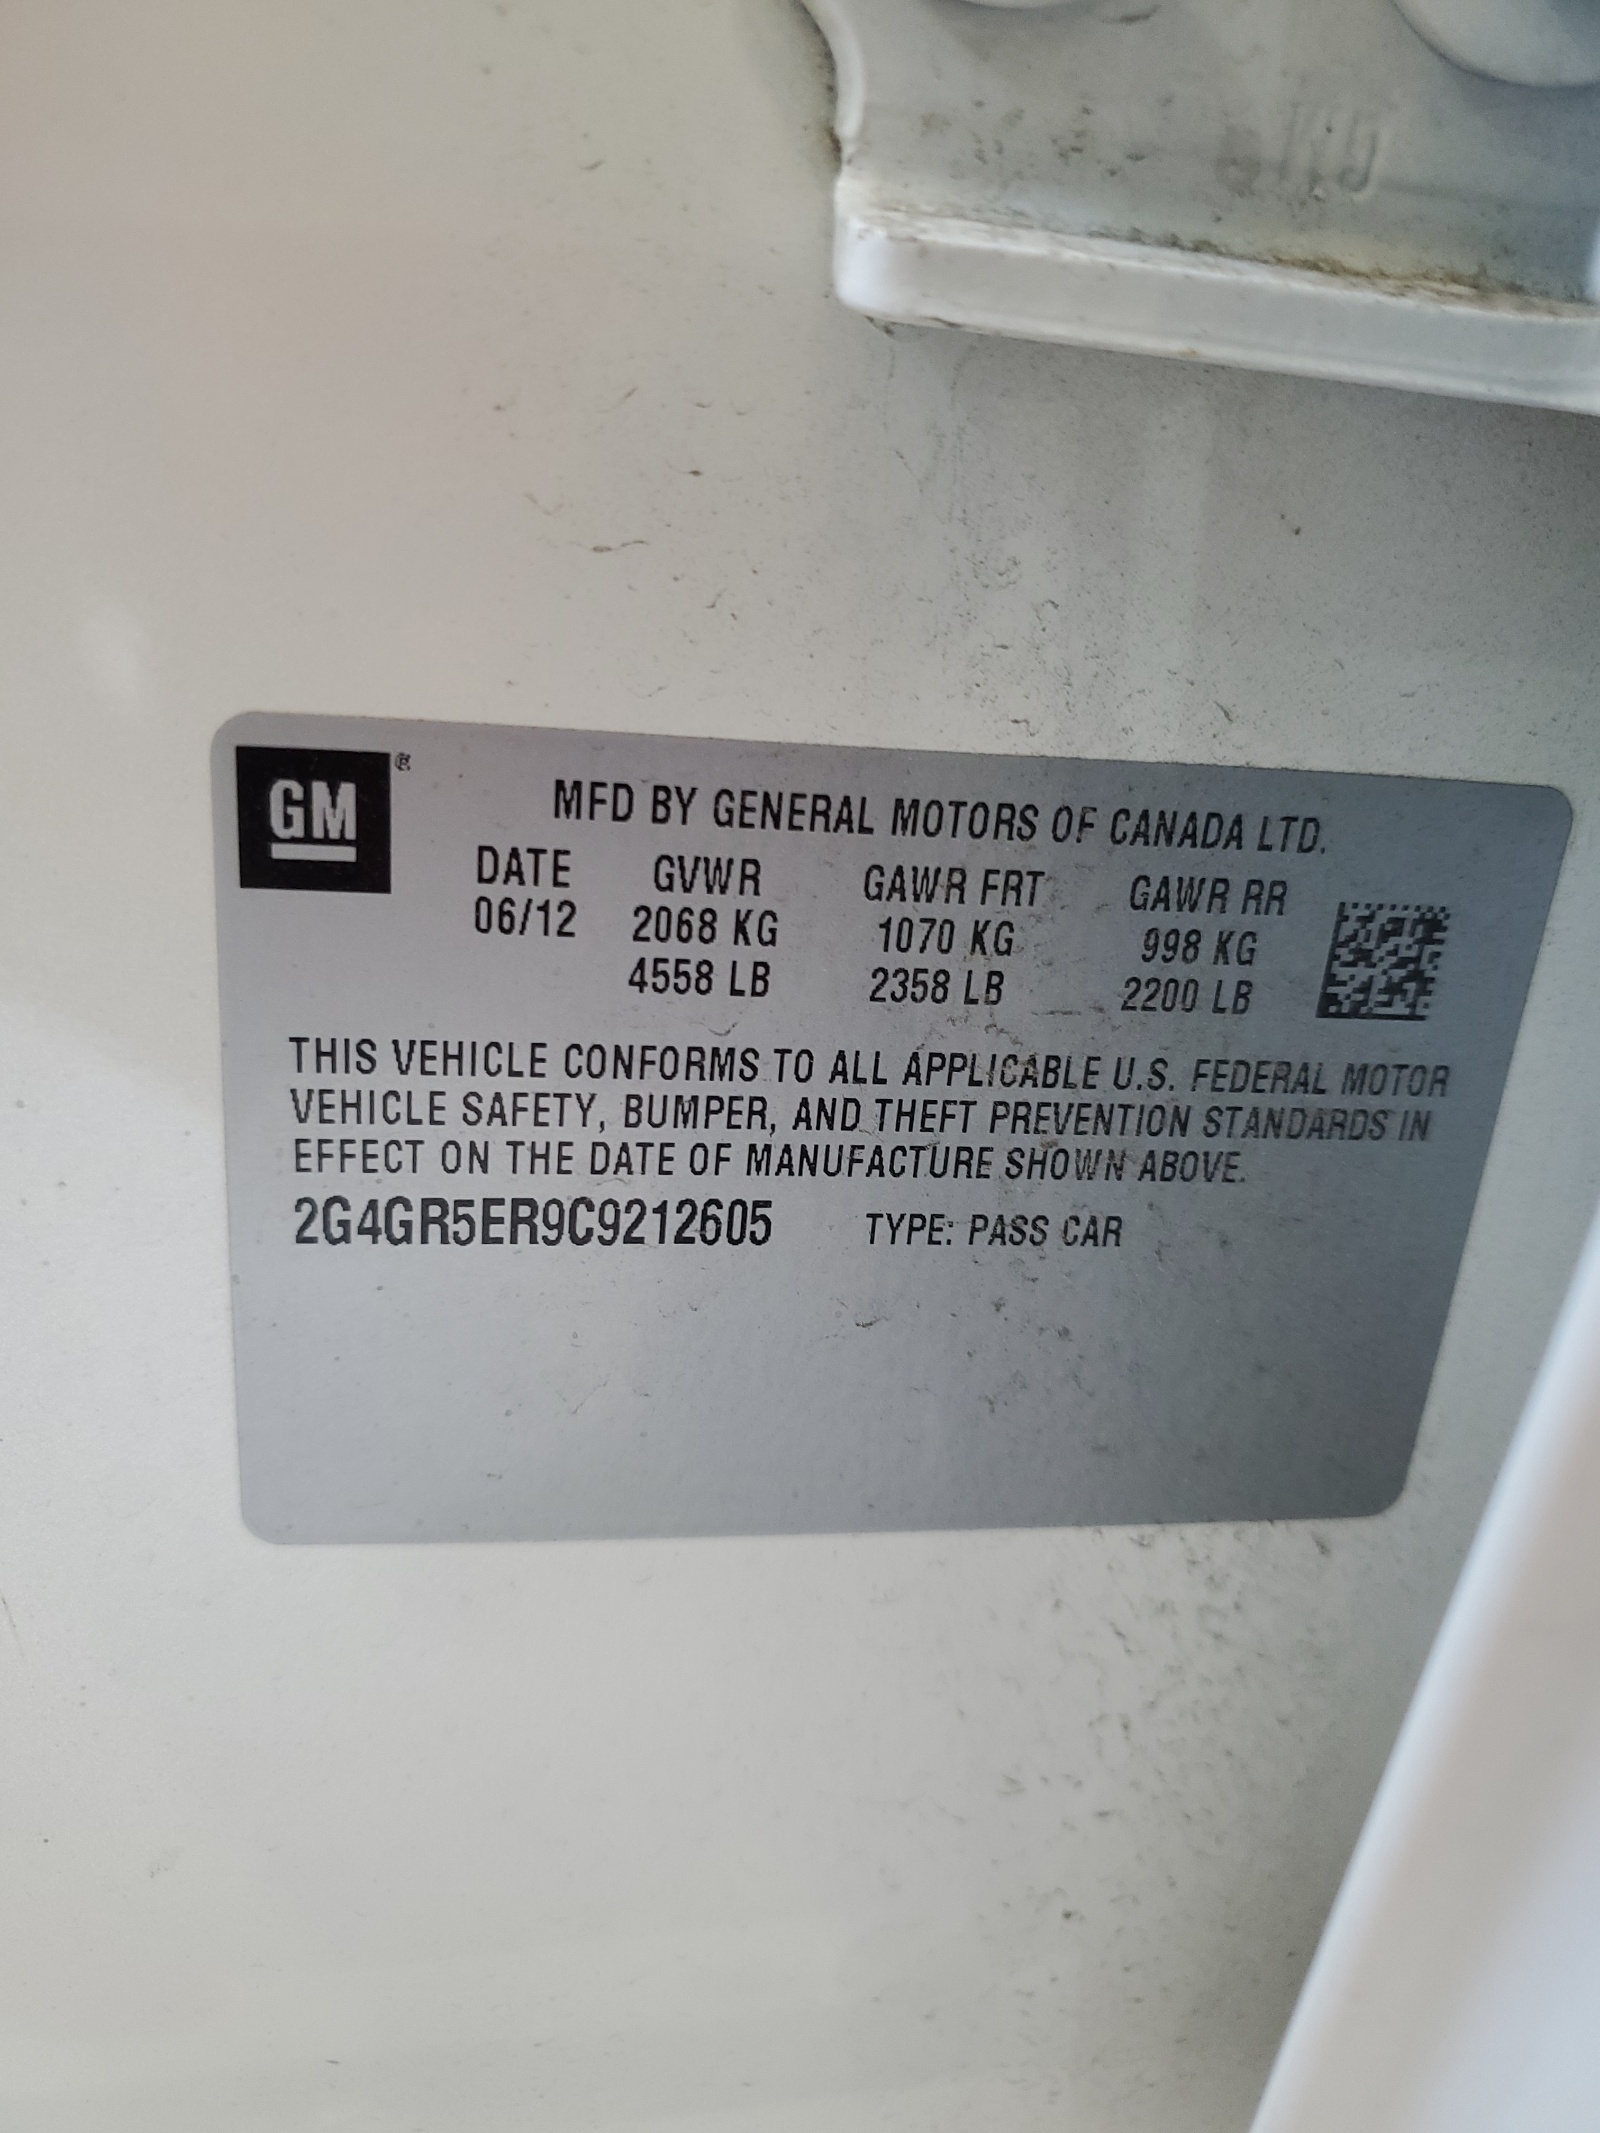 GM®
MFD BY GENERAL MOTORS OF CANADA LTD.
DATE GVWR GAWR FRT GAWR RR
06/12 2068 KG 1070 KG 998 KG
4558 LB 2358 LB 2200 LB
THIS VEHICLE CONFORMS TO ALL APPLICABLE U.S. FEDERAL MOTOR
VEHICLE SAFETY, BUMPER, AND THEFT PREVENTION STANDARDS IN
EFFECT ON THE DATE OF MANUFACTURE SHOWN ABOVE.
2G4GR5ER9C9212605 TYPE: PASS CAR